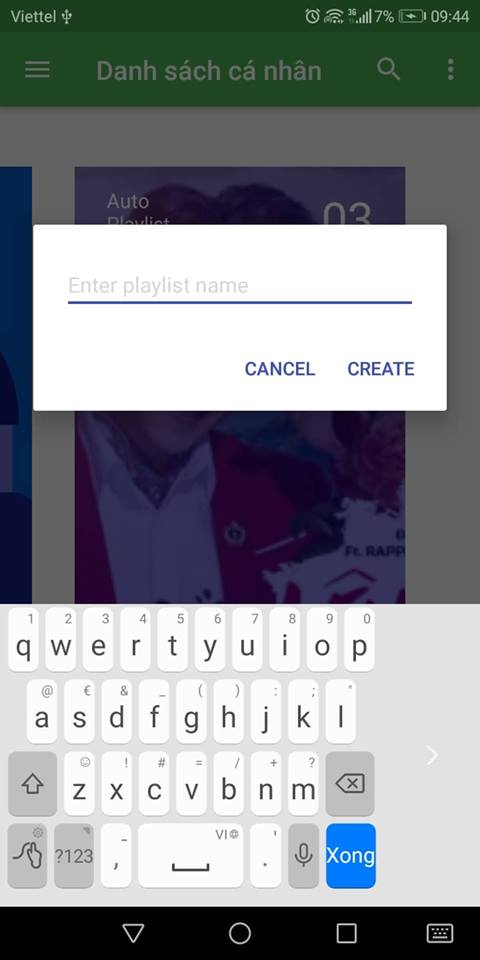 Viettel 3G 7% 09:44
Danh sách cá nhân
Auto
Playlist
03
Enter playlist name
CANCEL CREATE
Ft. RAPP
1 2 3 4 5 6 7 8 9 0
q w e r t y u i o p
@ € & _ ( ) : ; "
a s d f g h j k l
! # = / + ?
z x c v b n m
?123 , VI . ' Xong